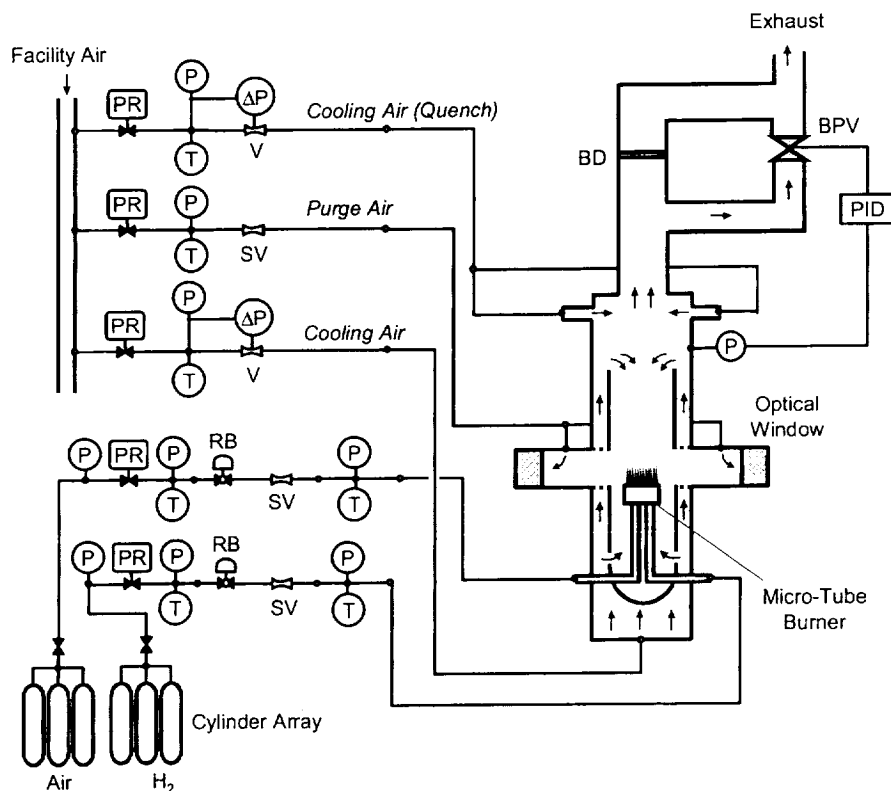 Exhaust
Facility Air
P
PR
ΔP
Cooling Air (Quench)
T
V
BD
BPV
P
PR
Purge Air
T
SV
PID
P
PR
ΔP
Cooling Air
T
V
P
Optical
Window
P
PR
P
RB
P
T
SV
T
P
PR
P
RB
P
T
SV
T
Micro-Tube
Burner
Cylinder Array
Air
H₂